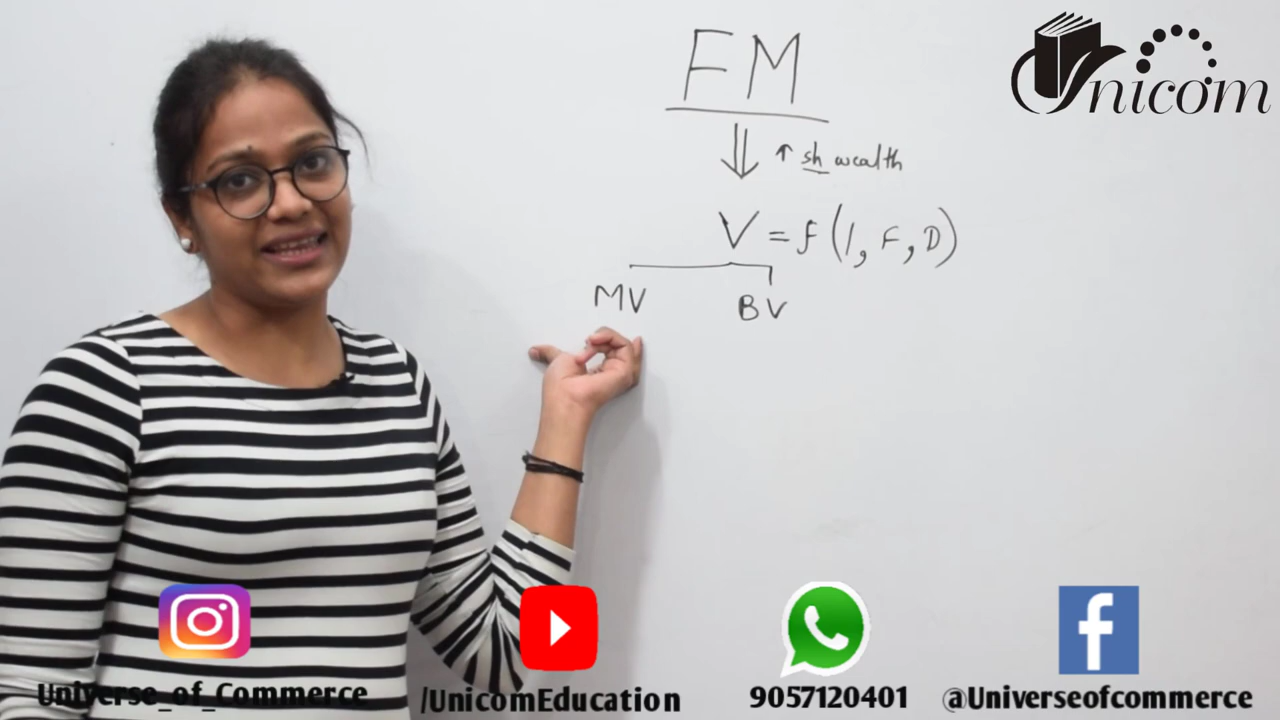 FM
Unicom
↑ sh wealth
V = f(I, F, D)
MV BV
Universe_of_Commerce
/UnicomEducation
9057120401
@Universeofcommerce